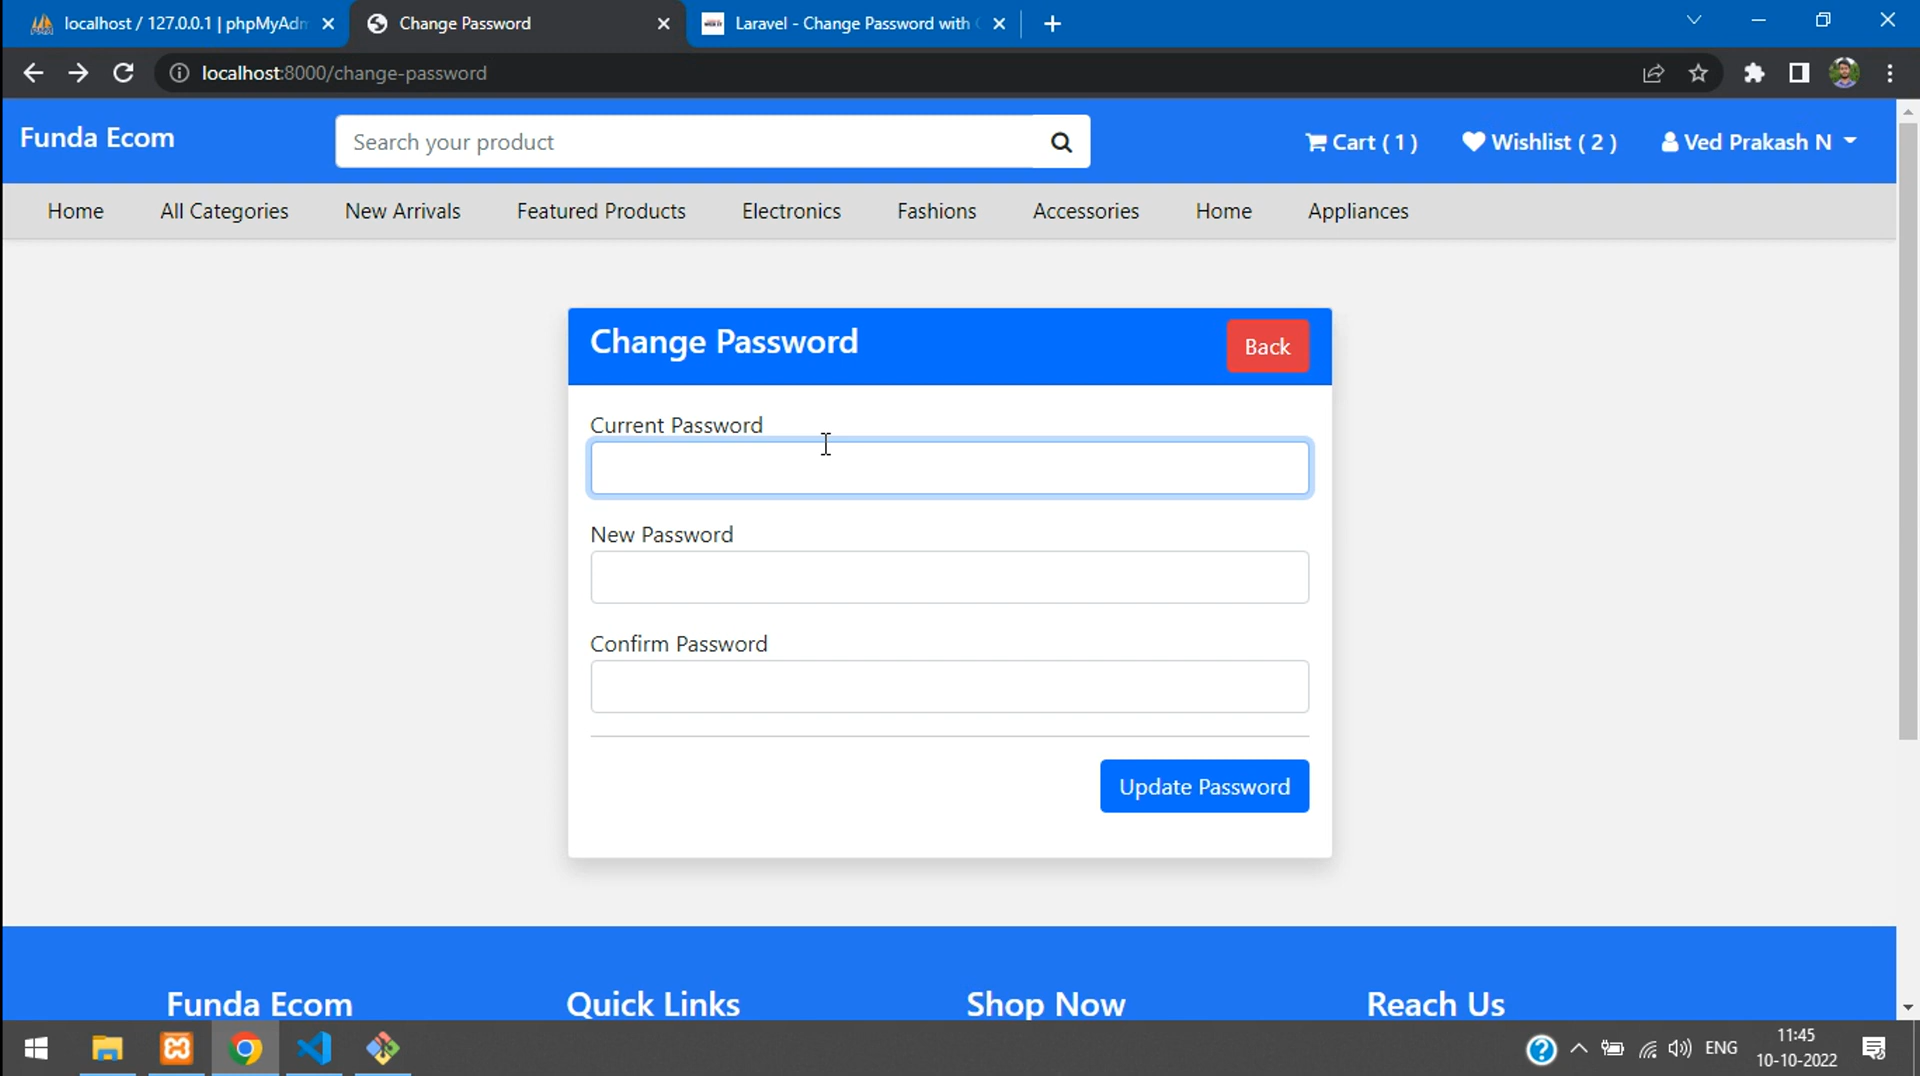 localhost / 127.0.0.1 | phpMyAdm
Change Password
Laravel - Change Password with
localhost:8000/change-password
Funda Ecom
Search your product
Cart ( 1 )
Wishlist ( 2 )
Ved Prakash N
Home
All Categories
New Arrivals
Featured Products
Electronics
Fashions
Accessories
Home
Appliances
Change Password
Back
Current Password
New Password
Confirm Password
Update Password
Funda Ecom
Quick Links
Shop Now
Reach Us
ENG
11:45
10-10-2022